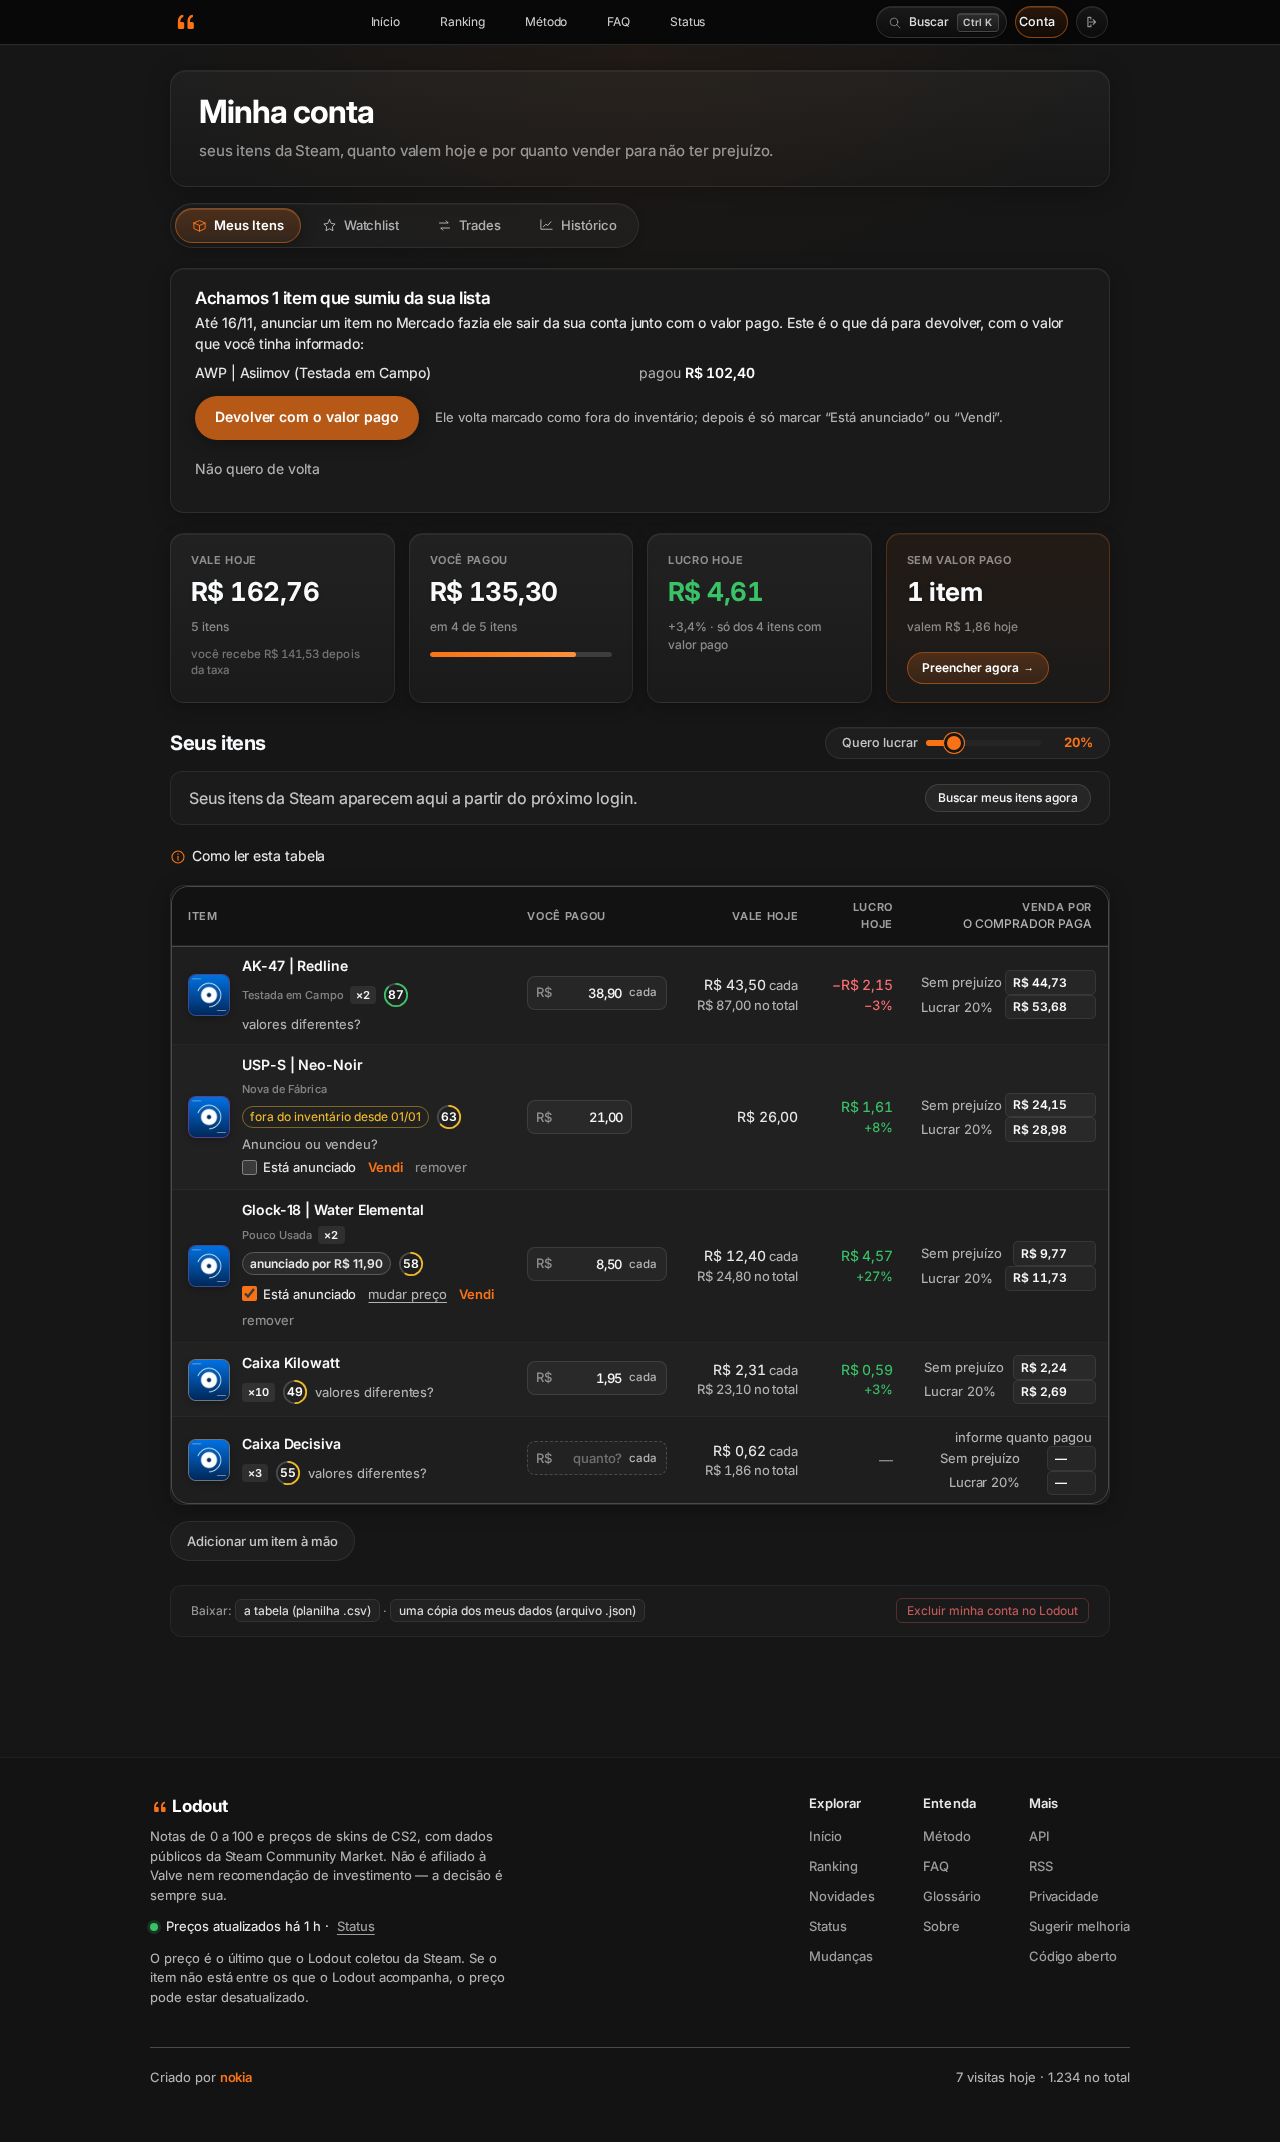 Início Ranking Método FAQ Status Buscar Ctrl K Conta
Minha conta
seus itens da Steam, quanto valem hoje e por quanto vender para não ter prejuízo.
Meus Itens Watchlist Trades Histórico
Achamos 1 item que sumiu da sua lista
Até 16/11, anunciar um item no Mercado fazia ele sair da sua conta junto com o valor pago. Este é o que dá para devolver, com o valor
que você tinha informado:
AWP | Asiimov (Testada em Campo) pagou R$ 102,40
Devolver com o valor pago Ele volta marcado como fora do inventário; depois é só marcar “Está anunciado” ou “Vendi”.
Não quero de volta
VALE HOJE
R$ 162,76
5 itens
você recebe R$ 141,53 depois
da taxa
VOCÊ PAGOU
R$ 135,30
em 4 de 5 itens
LUCRO HOJE
R$ 4,61
+3,4% · só dos 4 itens com
valor pago
SEM VALOR PAGO
1 item
valem R$ 1,86 hoje
Preencher agora →
Seus itens
Quero lucrar 20%
Seus itens da Steam aparecem aqui a partir do próximo login. Buscar meus itens agora
Como ler esta tabela
ITEM VOCÊ PAGOU VALE HOJE LUCRO HOJE VENDA POR
O COMPRADOR PAGA
AK-47 | Redline
Testada em Campo ×2 87
valores diferentes?
R$ 38,90 cada
R$ 43,50 cada
R$ 87,00 no total
−R$ 2,15
−3%
Sem prejuízo R$ 44,73
Lucrar 20% R$ 53,68
USP-S | Neo-Noir
Nova de Fábrica
fora do inventário desde 01/01 63
Anunciou ou vendeu?
Está anunciado Vendi remover
R$ 21,00
R$ 26,00
R$ 1,61
+8%
Sem prejuízo R$ 24,15
Lucrar 20% R$ 28,98
Glock-18 | Water Elemental
Pouco Usada ×2
anunciado por R$ 11,90 58
Está anunciado mudar preço Vendi
remover
R$ 8,50 cada
R$ 12,40 cada
R$ 24,80 no total
R$ 4,57
+27%
Sem prejuízo R$ 9,77
Lucrar 20% R$ 11,73
Caixa Kilowatt
×10 49 valores diferentes?
R$ 1,95 cada
R$ 2,31 cada
R$ 23,10 no total
R$ 0,59
+3%
Sem prejuízo R$ 2,24
Lucrar 20% R$ 2,69
Caixa Decisiva
×3 55 valores diferentes?
R$ quanto? cada
R$ 0,62 cada
R$ 1,86 no total
—
informe quanto pagou
Sem prejuízo —
Lucrar 20% —
Adicionar um item à mão
Baixar: a tabela (planilha .csv) · uma cópia dos meus dados (arquivo .json) Excluir minha conta no Lodout
Lodout
Notas de 0 a 100 e preços de skins de CS2, com dados
públicos da Steam Community Market. Não é afiliado à
Valve nem recomendação de investimento — a decisão é
sempre sua.
Preços atualizados há 1 h · Status
O preço é o último que o Lodout coletou da Steam. Se o
item não está entre os que o Lodout acompanha, o preço
pode estar desatualizado.
Explorar
Início
Ranking
Novidades
Status
Mudanças
Entenda
Método
FAQ
Glossário
Sobre
Mais
API
RSS
Privacidade
Sugerir melhoria
Código aberto
Criado por nokia 7 visitas hoje · 1.234 no total